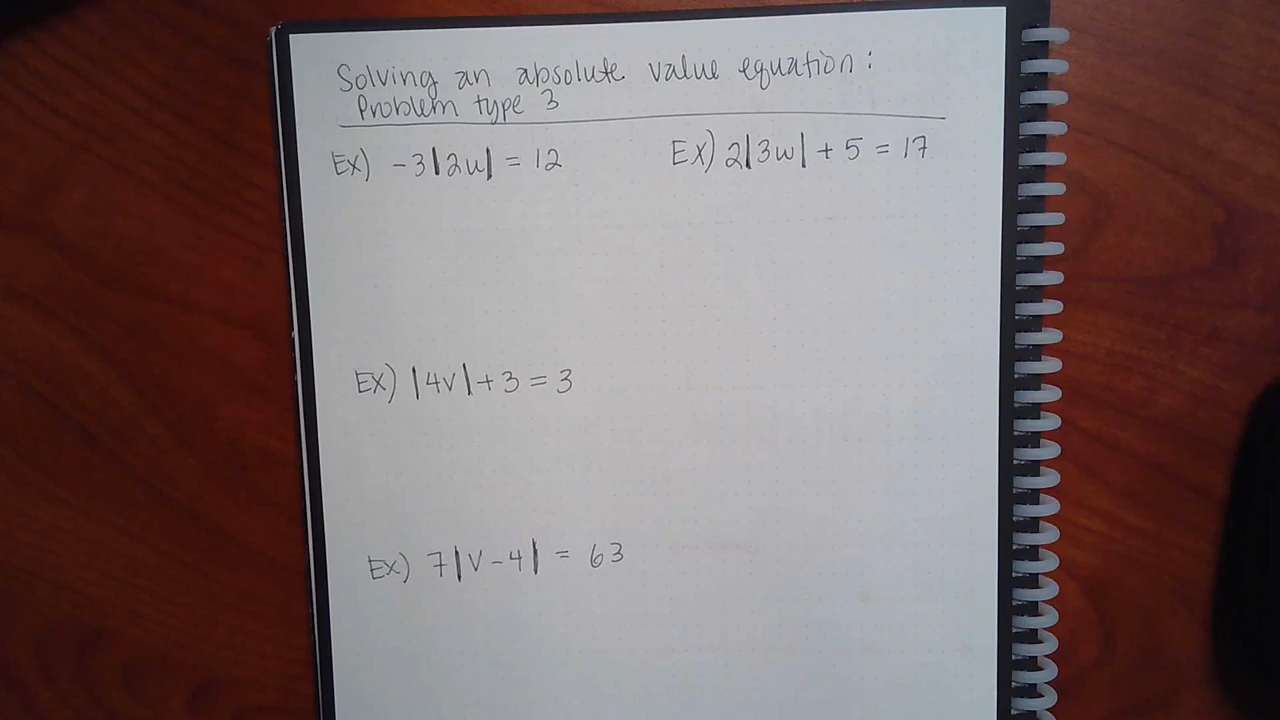 Solving an absolute value equation:
Problem type 3
Ex) -3|2u| = 12
Ex) 2|3w| + 5 = 17
Ex) |4v| + 3 = 3
Ex) 7|v - 4| = 63